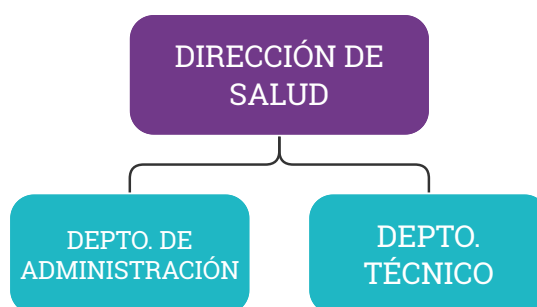 DIRECCIÓN DE
SALUD
DEPTO. DE
ADMINISTRACIÓN
DEPTO.
TÉCNICO